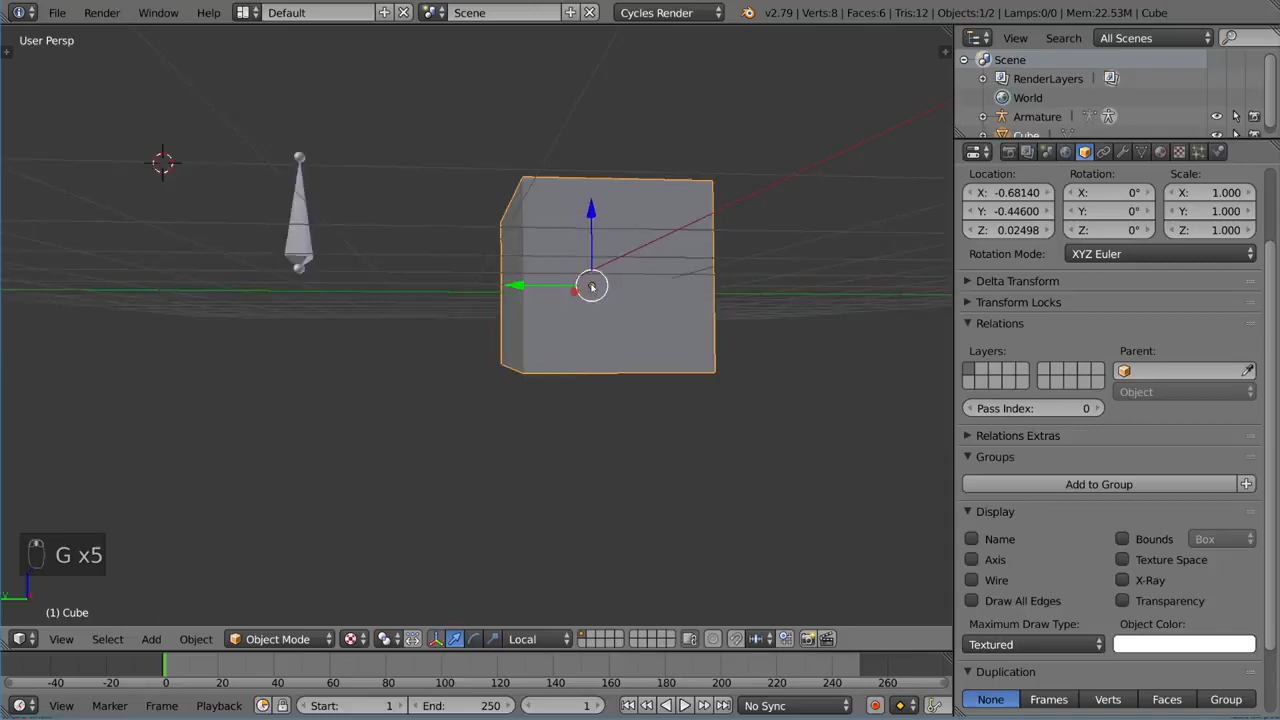 File Render Window Help Default Scene Cycles Render v2.79 | Verts:8 | Faces:6 | Tris:12 | Objects:1/2 | Lamps:0/0 | Mem:22.53M | Cube
User Persp
View Search All Scenes
Scene
RenderLayers
World
Armature
Cube
Location: Rotation: Scale:
X: -0.68140 X: 0° X: 1.000
Y: -0.44600 Y: 0° Y: 1.000
Z: 0.02498 Z: 0° Z: 1.000
Rotation Mode: XYZ Euler
Delta Transform
Transform Locks
Relations
Layers: Parent:
Object
Pass Index: 0
Relations Extras
Groups
Add to Group
Display
Name Bounds Box
Axis Texture Space
Wire X-Ray
Draw All Edges Transparency
Maximum Draw Type: Object Color:
Textured
Duplication
None Frames Verts Faces Group
G x5
(1) Cube
View Select Add Object Object Mode Local
-40 -20 0 20 40 60 80 100 120 140 160 180 200 220 240 260 280
View Marker Frame Playback Start: 1 End: 250 1 No Sync